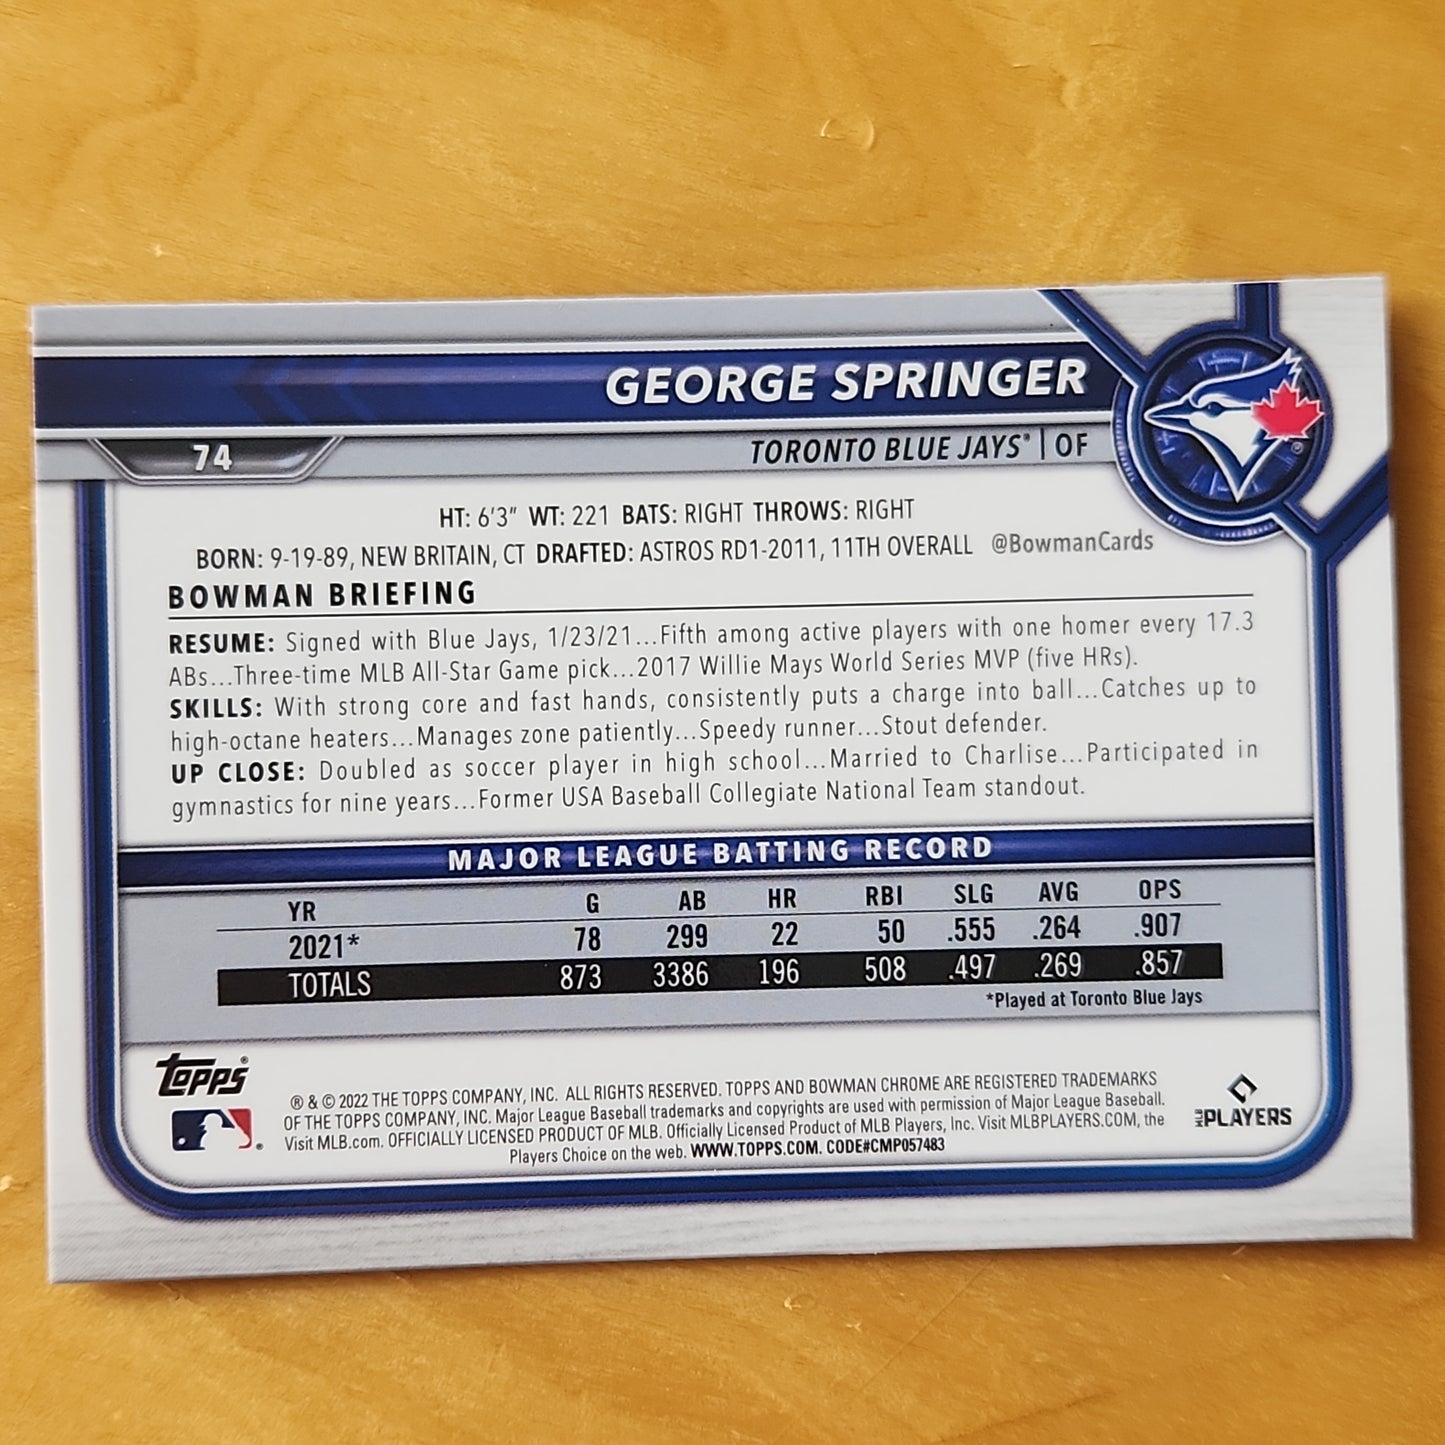 GEORGE SPRINGER
74
TORONTO BLUE JAYS® | OF
HT: 6'3" WT: 221 BATS: RIGHT THROWS: RIGHT
BORN: 9-19-89, NEW BRITAIN, CT DRAFTED: ASTROS RD1-2011, 11TH OVERALL @BowmanCards
BOWMAN BRIEFING
RESUME: Signed with Blue Jays, 1/23/21...Fifth among active players with one homer every 17.3
ABs...Three-time MLB All-Star Game pick...2017 Willie Mays World Series MVP (five HRs).
SKILLS: With strong core and fast hands, consistently puts a charge into ball...Catches up to
high-octane heaters...Manages zone patiently...Speedy runner...Stout defender.
UP CLOSE: Doubled as soccer player in high school...Married to Charlise...Participated in
gymnastics for nine years...Former USA Baseball Collegiate National Team standout.
MAJOR LEAGUE BATTING RECORD
YR G AB HR RBI SLG AVG OPS
2021* 78 299 22 50 .555 .264 .907
TOTALS 873 3386 196 508 .497 .269 .857
*Played at Toronto Blue Jays
Topps®
® & © 2022 THE TOPPS COMPANY, INC. ALL RIGHTS RESERVED. TOPPS AND BOWMAN CHROME ARE REGISTERED TRADEMARKS
OF THE TOPPS COMPANY, INC. Major League Baseball trademarks and copyrights are used with permission of Major League Baseball.
Visit MLB.com. OFFICIALLY LICENSED PRODUCT OF MLB. Officially Licensed Product of MLB Players, Inc. Visit MLBPLAYERS.COM, the
Players Choice on the web. WWW.TOPPS.COM. CODE#CMP057483
MLB PLAYERS